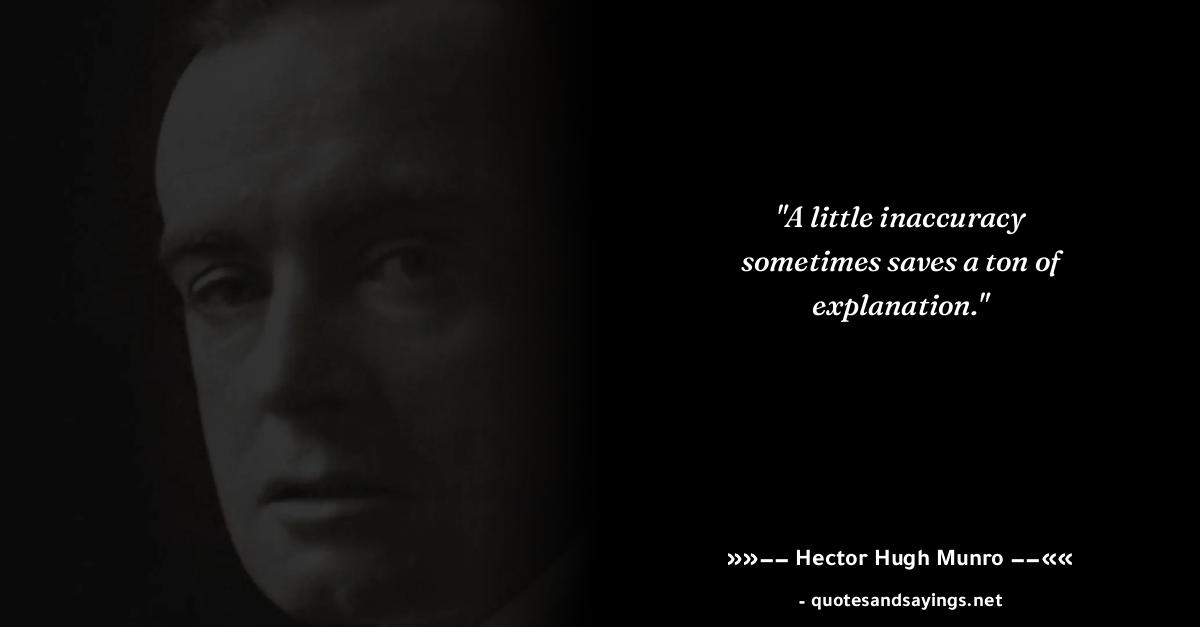 "A little inaccuracy
sometimes saves a ton of
explanation."
»»–– Hector Hugh Munro ––««
- quotesandsayings.net